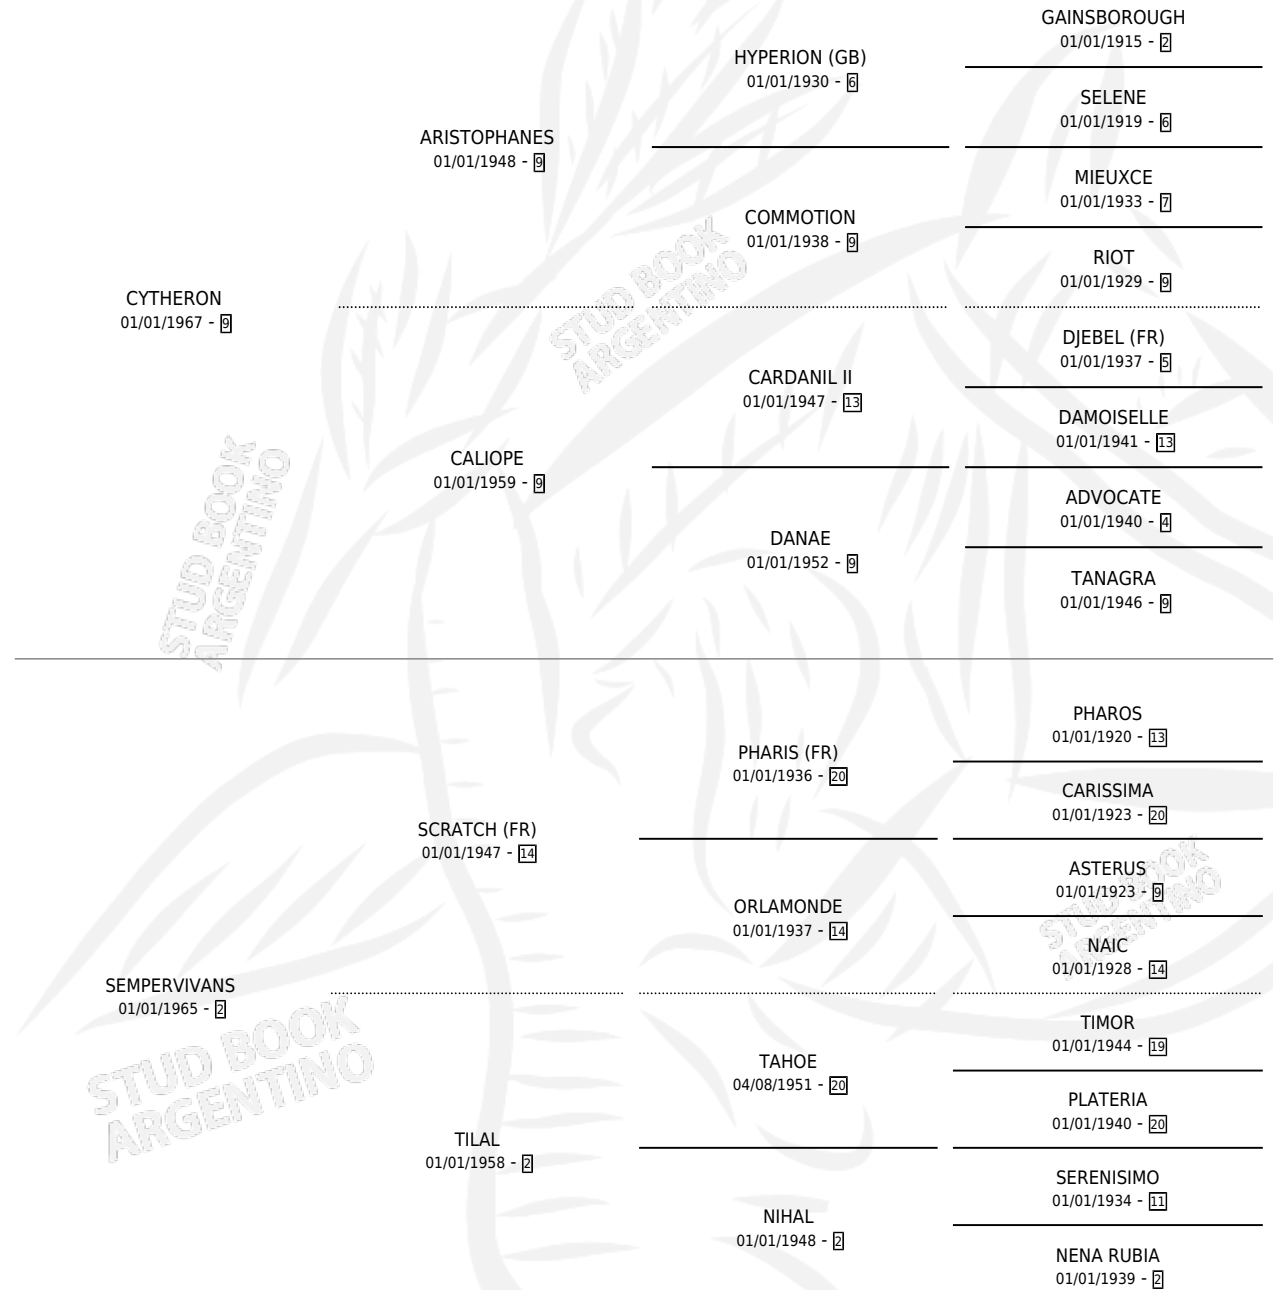 GAINSBOROUGH
01/01/1915 - 2
HYPERION (GB)
01/01/1930 - 6
SELENE
01/01/1919 - 6
ARISTOPHANES
01/01/1948 - 9
MIEUXCE
01/01/1933 - 7
COMMOTION
01/01/1938 - 9
RIOT
01/01/1929 - 9
CYTHERON
01/01/1967 - 9
STUD BOOK
ARGENTINO
DJEBEL (FR)
01/01/1937 - 5
CARDANIL II
01/01/1947 - 13
DAMOISELLE
01/01/1941 - 13
CALIOPE
01/01/1959 - 9
ADVOCATE
01/01/1940 - 4
DANAE
01/01/1952 - 9
TANAGRA
01/01/1946 - 9
STUD BOOK
ARGENTINO
PHAROS
01/01/1920 - 13
PHARIS (FR)
01/01/1936 - 20
CARISSIMA
01/01/1923 - 20
SCRATCH (FR)
01/01/1947 - 14
ASTERUS
01/01/1923 - 9
ORLAMONDE
01/01/1937 - 14
NAIC
01/01/1928 - 14
STUD BOOK
ARGENTINO
SEMPERVIVANS
01/01/1965 - 2
STUD BOOK
ARGENTINO
TIMOR
01/01/1944 - 19
TAHOE
04/08/1951 - 20
PLATERIA
01/01/1940 - 20
TILAL
01/01/1958 - 2
SERENISIMO
01/01/1934 - 11
NIHAL
01/01/1948 - 2
NENA RUBIA
01/01/1939 - 2